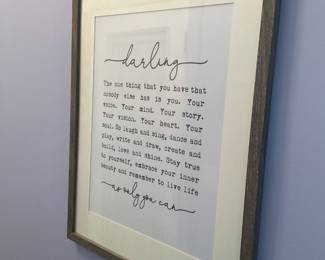 darling
The one thing that you have that
nobody else has is you. Your
voice. Your mind. Your story.
Your vision. Your heart. Your
soul. So laugh and sing, dance and
play, write and draw, create and
build, love and shine. Stay true
to yourself, embrace your inner
beauty and remember to live life
as only you can